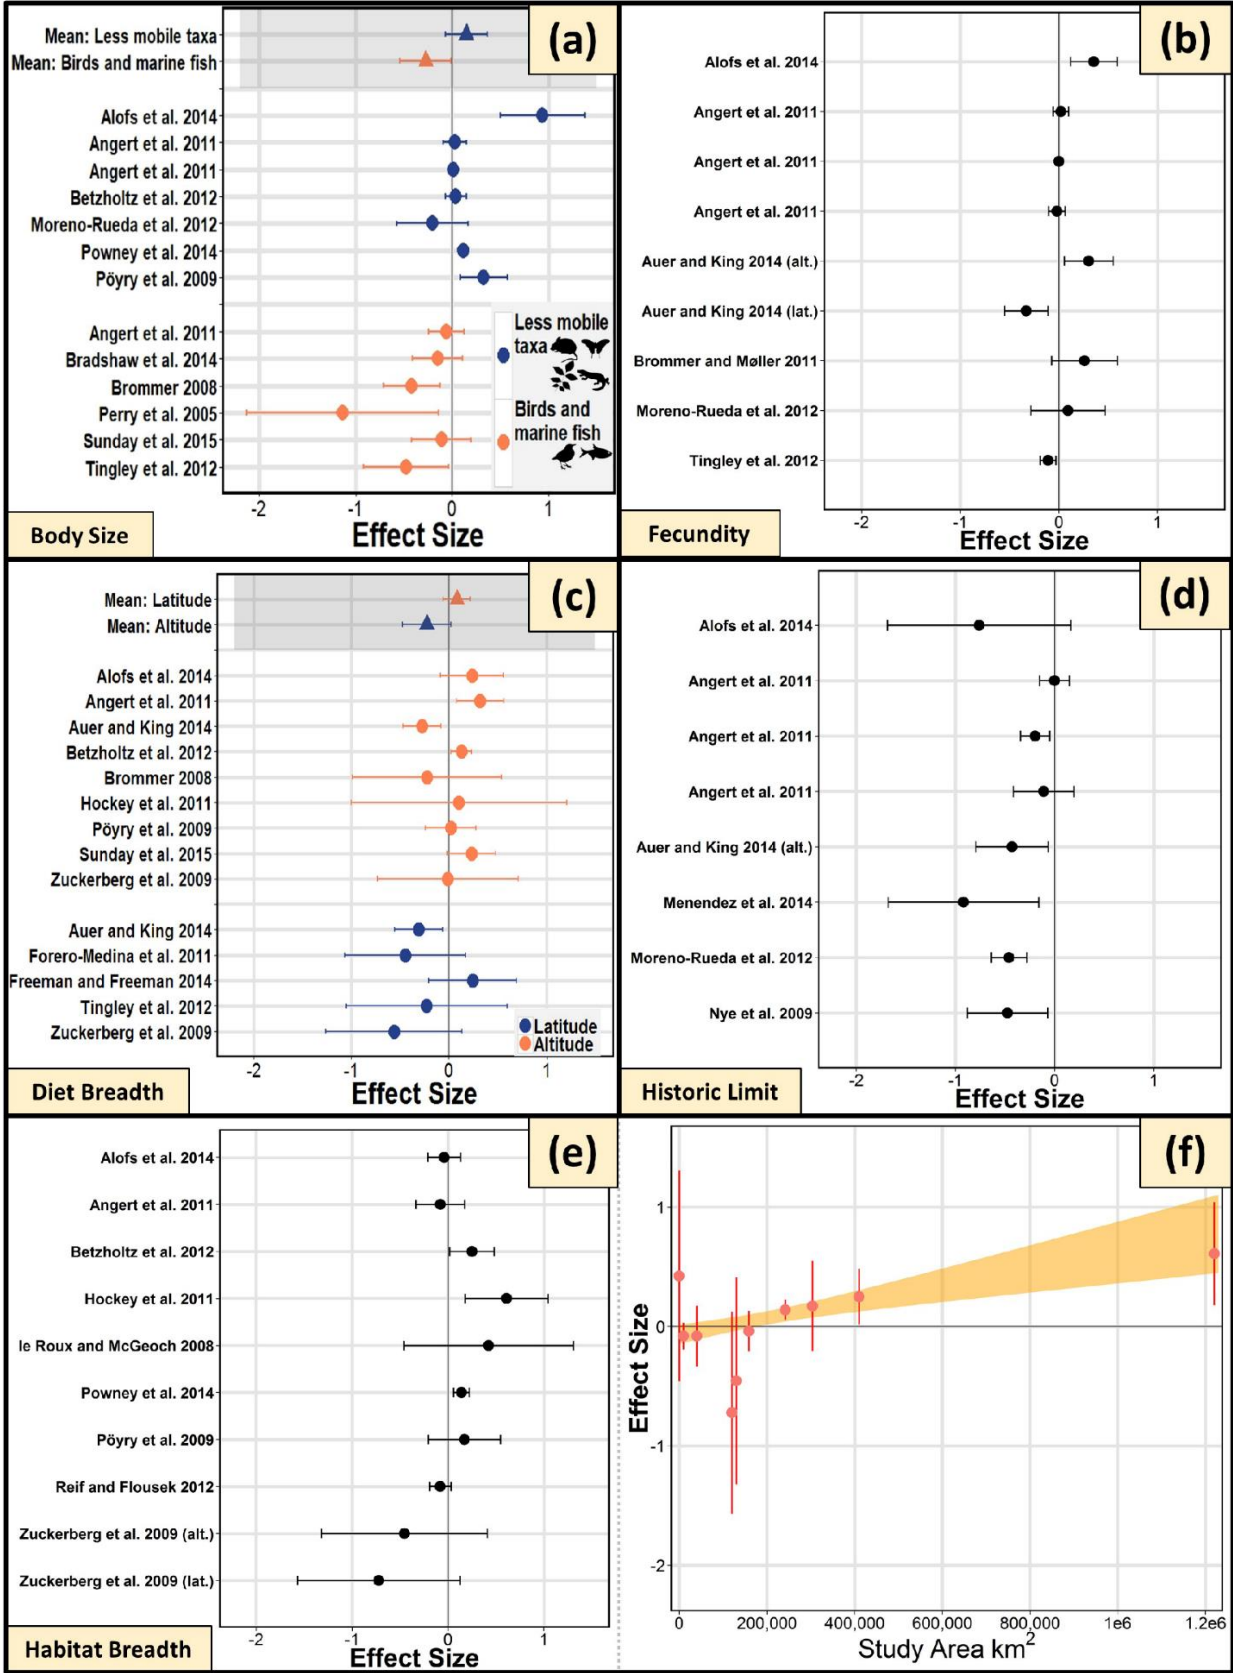 (a)
Mean: Less mobile taxa
Mean: Birds and marine fish
Alofs et al. 2014
Angert et al. 2011
Angert et al. 2011
Betzholtz et al. 2012
Moreno-Rueda et al. 2012
Powney et al. 2014
Pöyry et al. 2009
Angert et al. 2011
Bradshaw et al. 2014
Brommer 2008
Perry et al. 2005
Sunday et al. 2015
Tingley et al. 2012
Less mobile
taxa
Birds and
marine fish
-2 -1 0 1
Effect Size
Body Size
(b)
Alofs et al. 2014
Angert et al. 2011
Angert et al. 2011
Angert et al. 2011
Auer and King 2014 (alt.)
Auer and King 2014 (lat.)
Brommer and Møller 2011
Moreno-Rueda et al. 2012
Tingley et al. 2012
-2 -1 0 1
Effect Size
Fecundity
(c)
Mean: Latitude
Mean: Altitude
Alofs et al. 2014
Angert et al. 2011
Auer and King 2014
Betzholtz et al. 2012
Brommer 2008
Hockey et al. 2011
Pöyry et al. 2009
Sunday et al. 2015
Zuckerberg et al. 2009
Auer and King 2014
Forero-Medina et al. 2011
Freeman and Freeman 2014
Tingley et al. 2012
Zuckerberg et al. 2009
Latitude
Altitude
-2 -1 0 1
Effect Size
Diet Breadth
(d)
Alofs et al. 2014
Angert et al. 2011
Angert et al. 2011
Angert et al. 2011
Auer and King 2014 (alt.)
Menendez et al. 2014
Moreno-Rueda et al. 2012
Nye et al. 2009
-2 -1 0 1
Effect Size
Historic Limit
(e)
Alofs et al. 2014
Angert et al. 2011
Betzholtz et al. 2012
Hockey et al. 2011
le Roux and McGeoch 2008
Powney et al. 2014
Pöyry et al. 2009
Reif and Flousek 2012
Zuckerberg et al. 2009 (alt.)
Zuckerberg et al. 2009 (lat.)
-2 -1 0 1
Effect Size
Habitat Breadth
(f)
Effect Size
1
0
-1
-2
0 200,000 400,000 600,000 800,000 1e6 1.2e6
Study Area km²